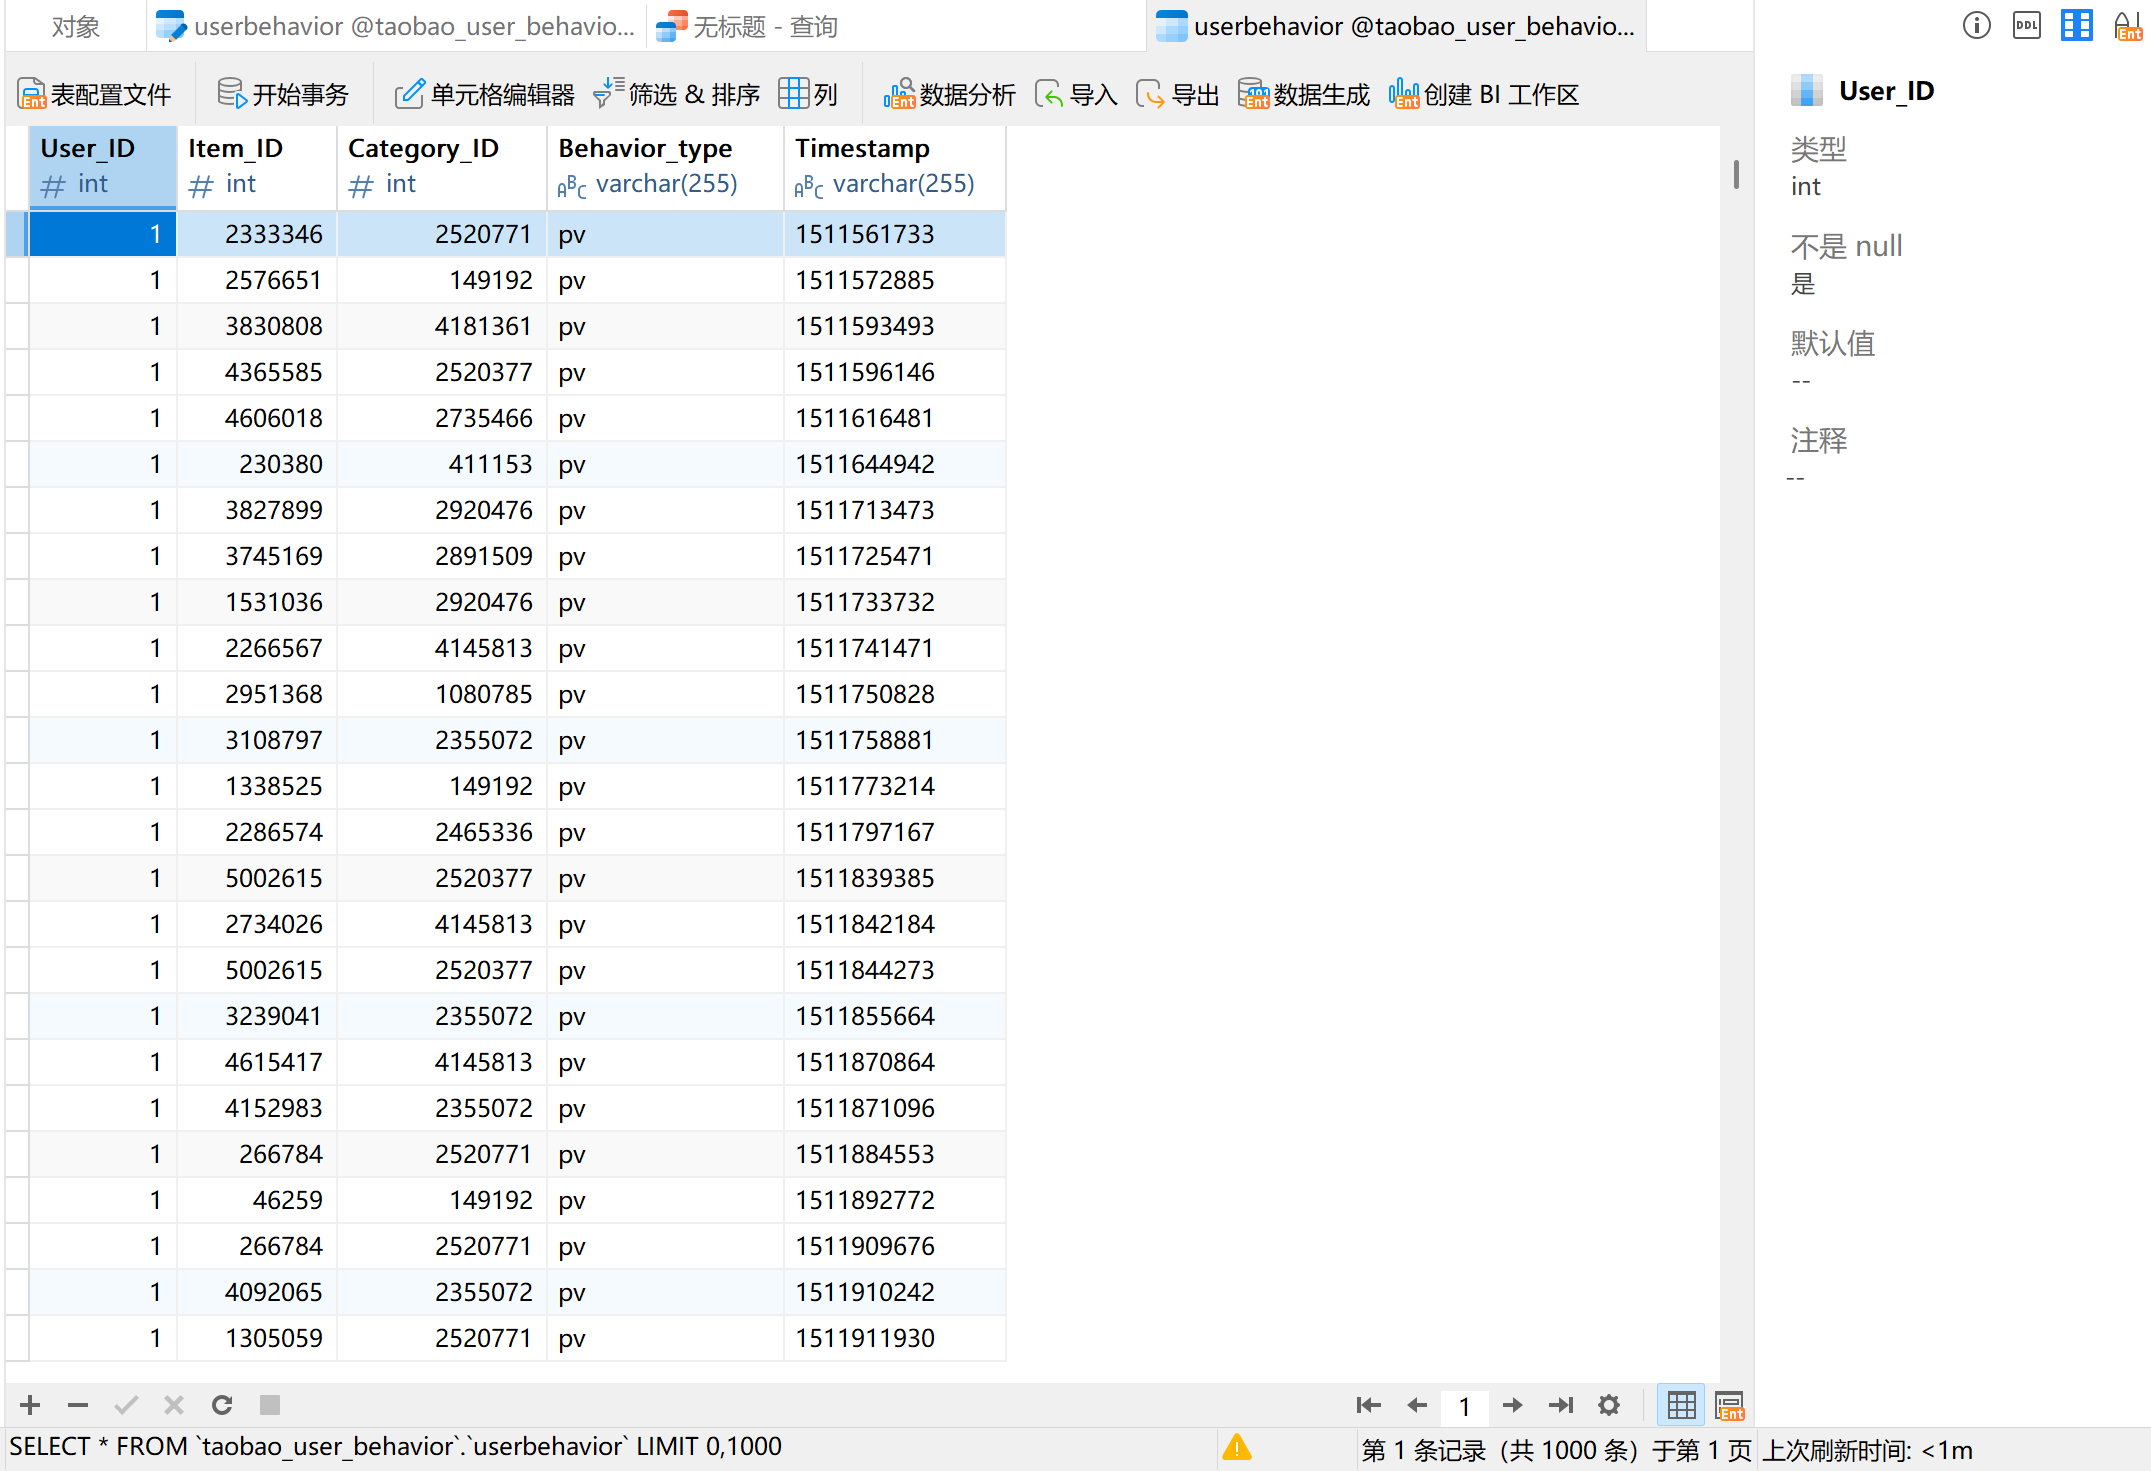 对象 userbehavior @taobao_user_behavio... 无标题 - 查询 userbehavior @taobao_user_behavio... DDL Ent
Ent 表配置文件 开始事务 单元格编辑器 筛选 & 排序 列 Ent 数据分析 导入 导出 Ent 数据生成 Ent 创建 BI 工作区
User_ID Item_ID Category_ID Behavior_type Timestamp
# int # int # int ABC varchar(255) ABC varchar(255)
1 2333346 2520771 pv 1511561733
1 2576651 149192 pv 1511572885
1 3830808 4181361 pv 1511593493
1 4365585 2520377 pv 1511596146
1 4606018 2735466 pv 1511616481
1 230380 411153 pv 1511644942
1 3827899 2920476 pv 1511713473
1 3745169 2891509 pv 1511725471
1 1531036 2920476 pv 1511733732
1 2266567 4145813 pv 1511741471
1 2951368 1080785 pv 1511750828
1 3108797 2355072 pv 1511758881
1 1338525 149192 pv 1511773214
1 2286574 2465336 pv 1511797167
1 5002615 2520377 pv 1511839385
1 2734026 4145813 pv 1511842184
1 5002615 2520377 pv 1511844273
1 3239041 2355072 pv 1511855664
1 4615417 4145813 pv 1511870864
1 4152983 2355072 pv 1511871096
1 266784 2520771 pv 1511884553
1 46259 149192 pv 1511892772
1 266784 2520771 pv 1511909676
1 4092065 2355072 pv 1511910242
1 1305059 2520771 pv 1511911930
User_ID
类型
int
不是 null
是
默认值
--
注释
--
1 Ent
SELECT * FROM `taobao_user_behavior`.`userbehavior` LIMIT 0,1000 第 1 条记录（共 1000 条）于第 1 页 上次刷新时间: <1m